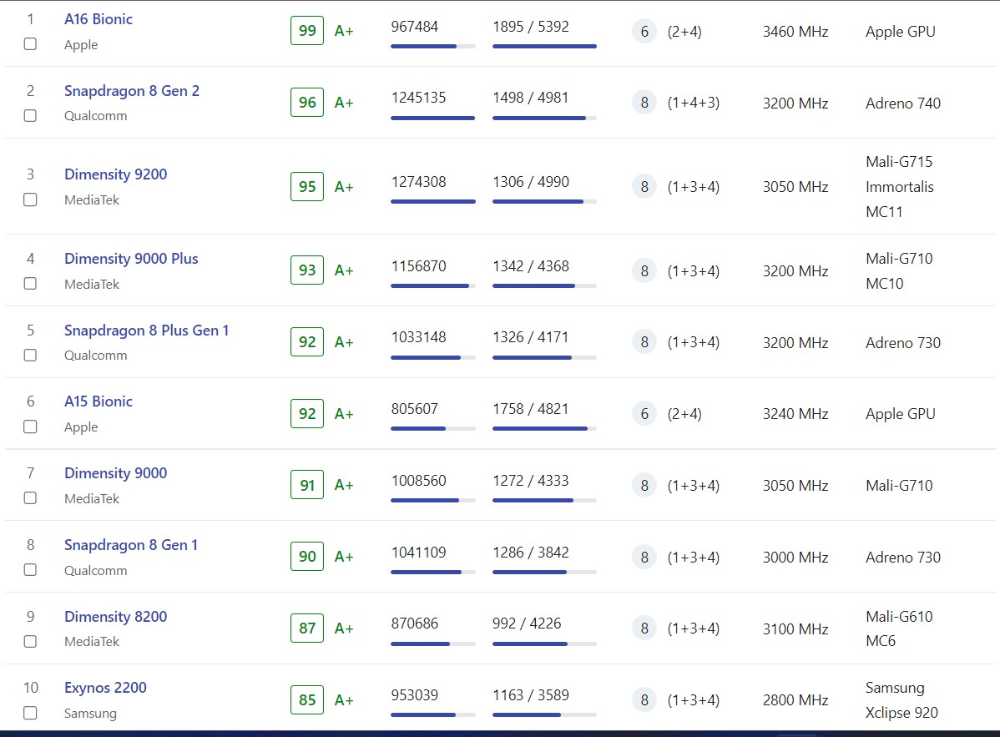 1 A16 Bionic 99 A+ 967484 1895 / 5392 6 (2+4) 3460 MHz Apple GPU
Apple
2 Snapdragon 8 Gen 2 96 A+ 1245135 1498 / 4981 8 (1+4+3) 3200 MHz Adreno 740
Qualcomm
3 Dimensity 9200 95 A+ 1274308 1306 / 4990 8 (1+3+4) 3050 MHz Mali-G715
MediaTek Immortalis
MC11
4 Dimensity 9000 Plus 93 A+ 1156870 1342 / 4368 8 (1+3+4) 3200 MHz Mali-G710
MediaTek MC10
5 Snapdragon 8 Plus Gen 1 92 A+ 1033148 1326 / 4171 8 (1+3+4) 3200 MHz Adreno 730
Qualcomm
6 A15 Bionic 92 A+ 805607 1758 / 4821 6 (2+4) 3240 MHz Apple GPU
Apple
7 Dimensity 9000 91 A+ 1008560 1272 / 4333 8 (1+3+4) 3050 MHz Mali-G710
MediaTek
8 Snapdragon 8 Gen 1 90 A+ 1041109 1286 / 3842 8 (1+3+4) 3000 MHz Adreno 730
Qualcomm
9 Dimensity 8200 87 A+ 870686 992 / 4226 8 (1+3+4) 3100 MHz Mali-G610
MediaTek MC6
10 Exynos 2200 85 A+ 953039 1163 / 3589 8 (1+3+4) 2800 MHz Samsung
Samsung Xclipse 920